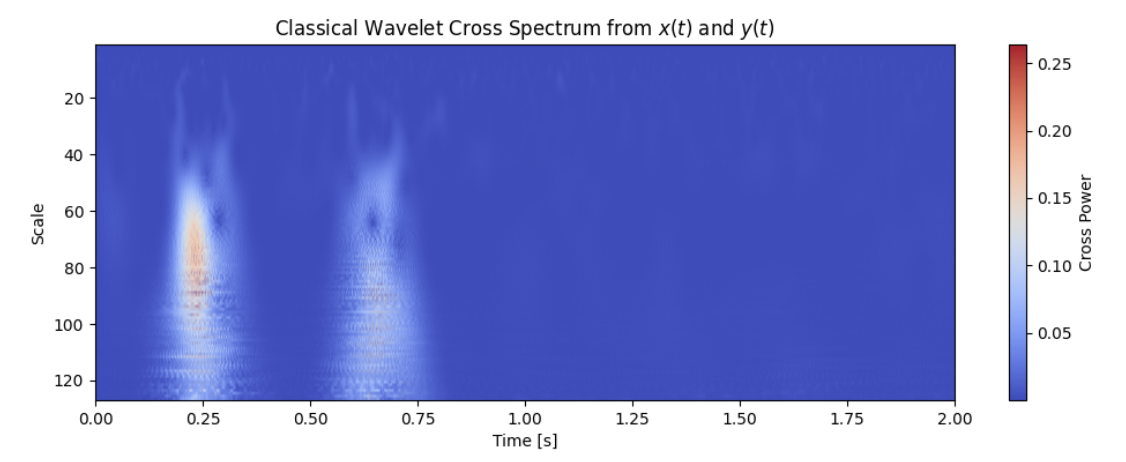 Classical Wavelet Cross Spectrum from x(t) and y(t)
20
40
60
80
100
120
Scale
0.00 0.25 0.50 0.75 1.00 1.25 1.50 1.75 2.00
Time [s]
0.25
0.20
0.15
0.10
0.05
Cross Power